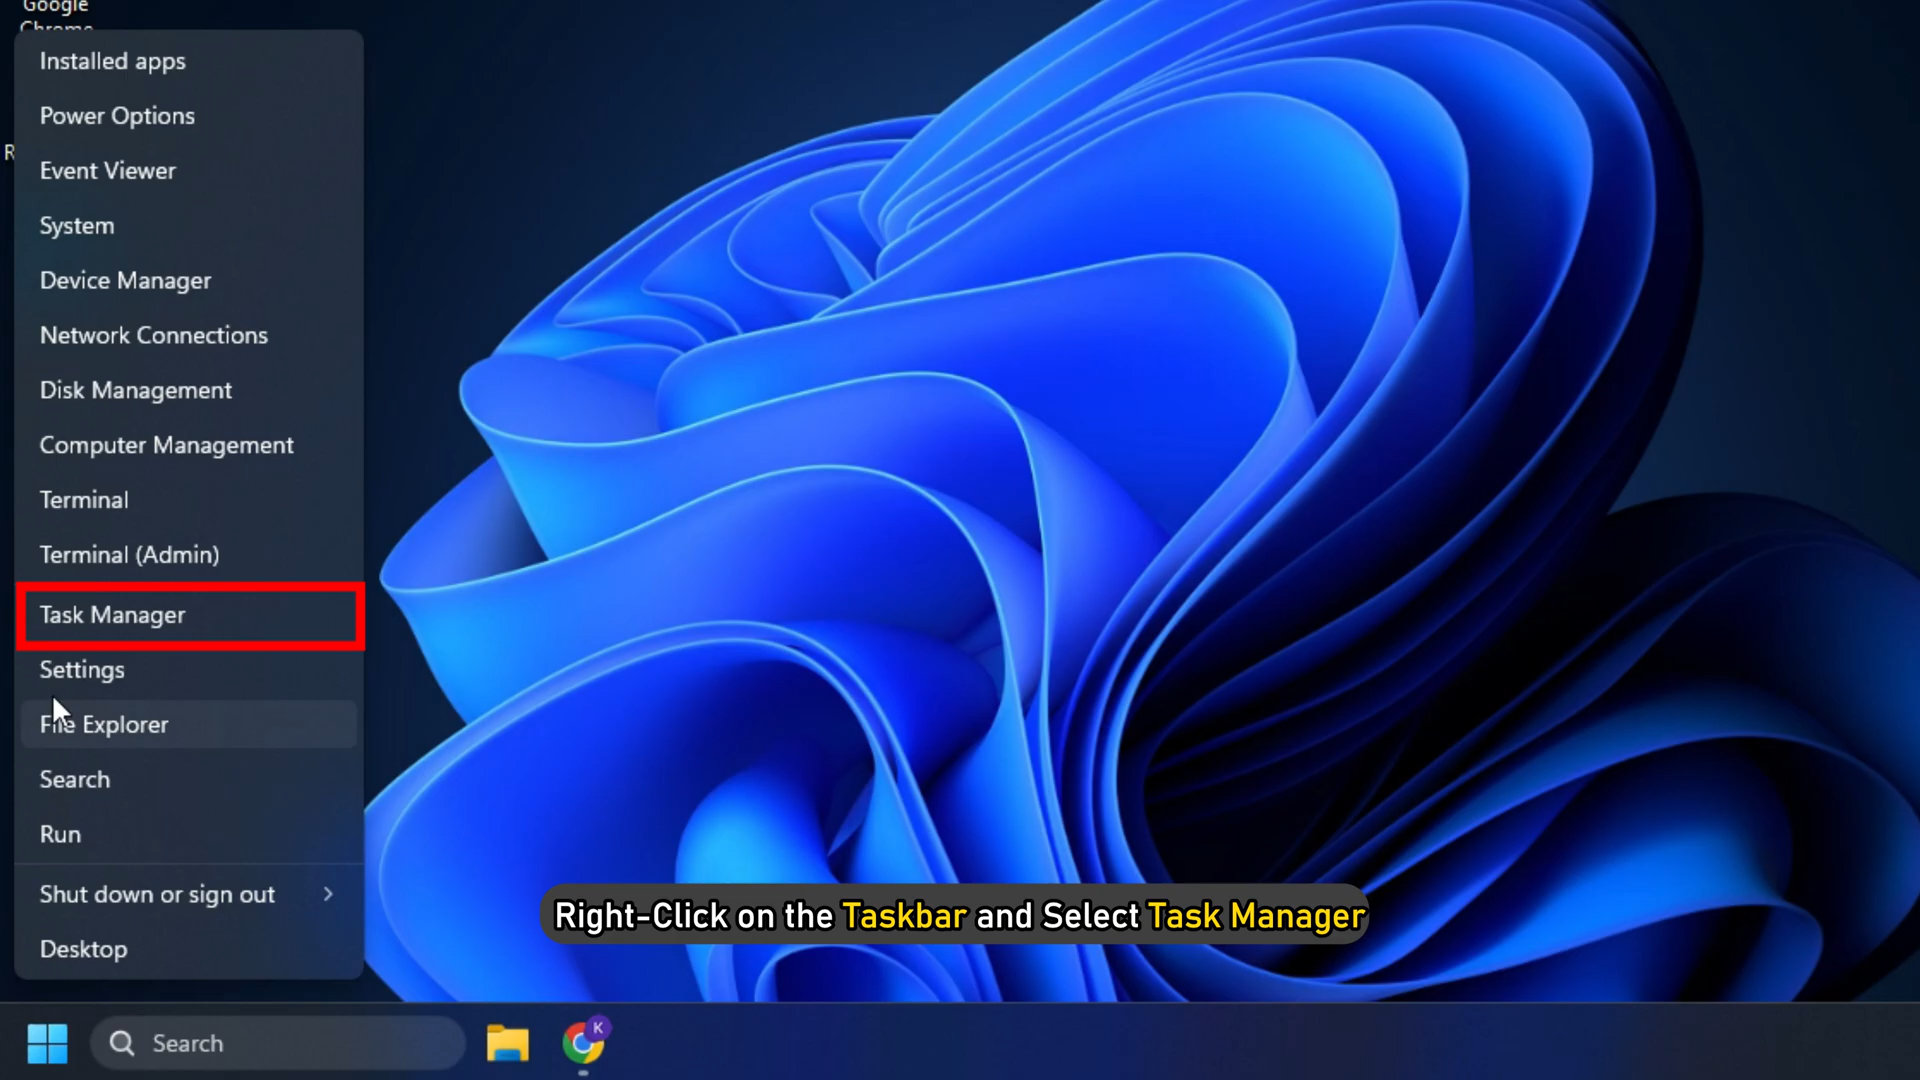 Google
Chrome
R
Installed apps
Power Options
Event Viewer
System
Device Manager
Network Connections
Disk Management
Computer Management
Terminal
Terminal (Admin)
Task Manager
Settings
File Explorer
Search
Run
Shut down or sign out
Desktop
Right-Click on the Taskbar and Select Task Manager
Search
K